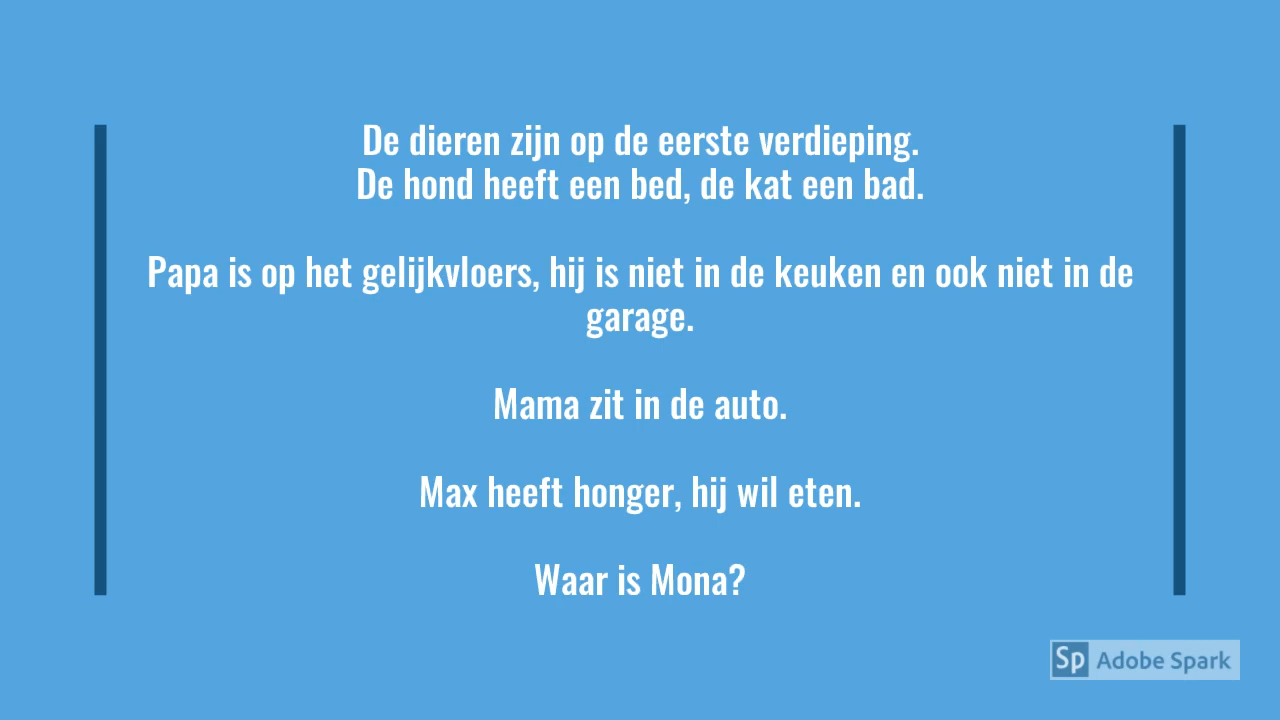 De dieren zijn op de eerste verdieping.
De hond heeft een bed, de kat een bad.
Papa is op het gelijkvloers, hij is niet in de keuken en ook niet in de
garage.
Mama zit in de auto.
Max heeft honger, hij wil eten.
Waar is Mona?
Sp Adobe Spark